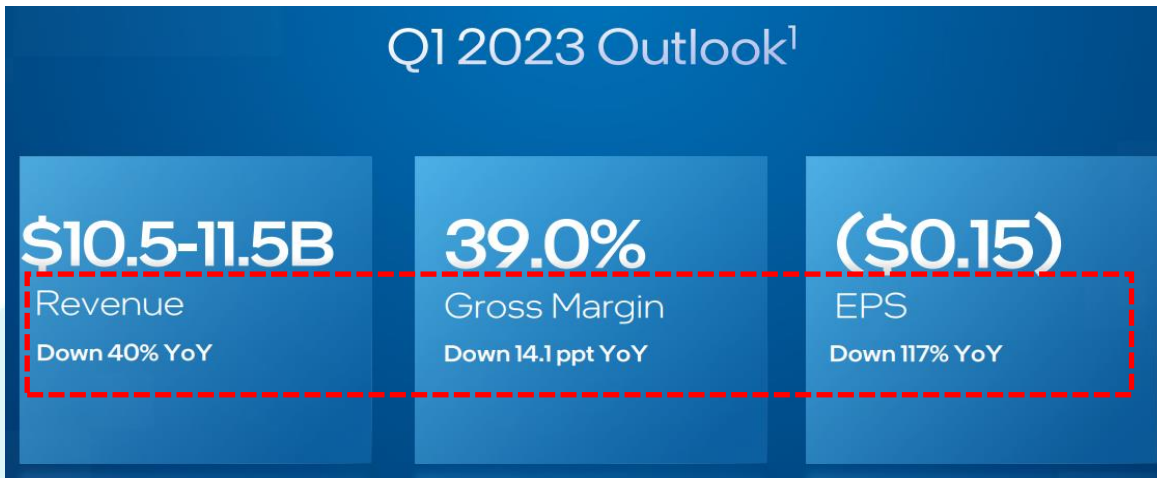 Q1 2023 Outlook¹
$10.5-11.5B
Revenue
Down 40% YoY
39.0%
Gross Margin
Down 14.1 ppt YoY
($0.15)
EPS
Down 117% YoY